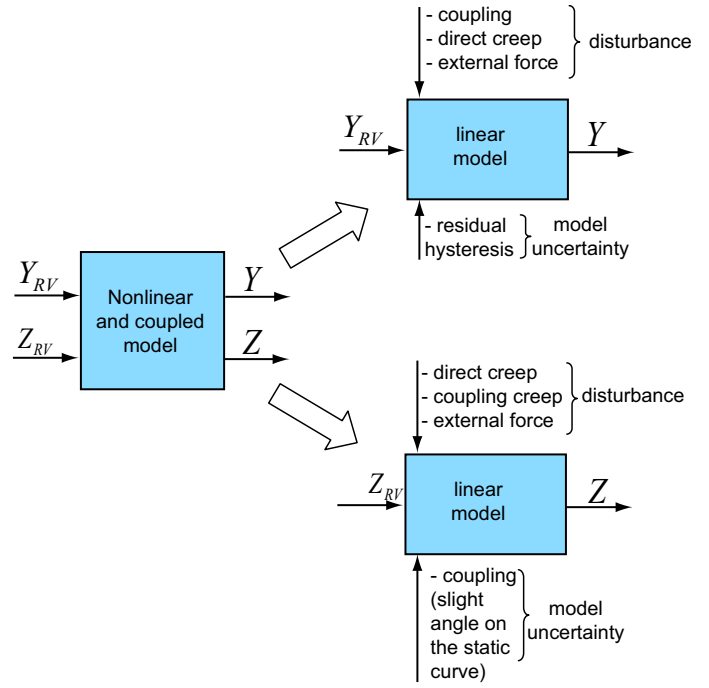 - coupling
- direct creep
- external force
disturbance
Y_RV
linear
model
Y
- residual
hysteresis
model
uncertainty
Y_RV
Z_RV
Nonlinear
and coupled
model
Y
Z
- direct creep
- coupling creep
- external force
disturbance
Z_RV
linear
model
Z
- coupling
(slight
angle on
the static
curve)
model
uncertainty